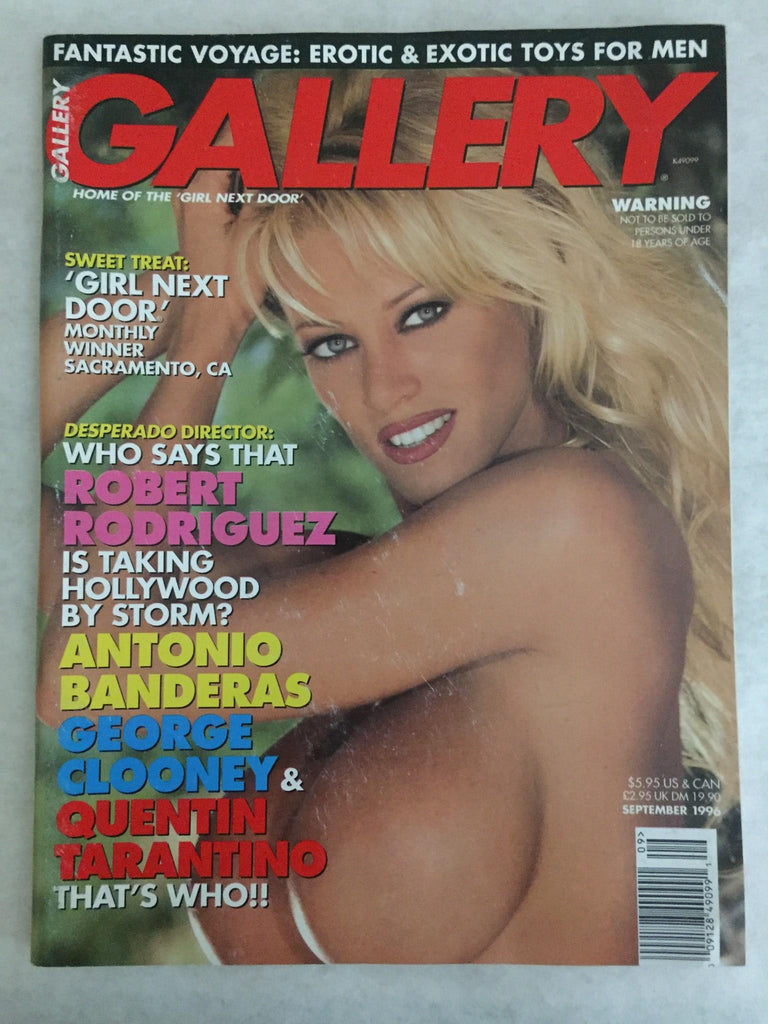 FANTASTIC VOYAGE: EROTIC & EXOTIC TOYS FOR MEN
GALLERY
GALLERY
K49099
®
HOME OF THE 'GIRL NEXT DOOR'
WARNING
NOT TO BE SOLD TO
PERSONS UNDER
18 YEARS OF AGE
SWEET TREAT:
'GIRL NEXT
DOOR'
MONTHLY
WINNER
SACRAMENTO, CA
DESPERADO DIRECTOR:
WHO SAYS THAT
ROBERT
RODRIGUEZ
IS TAKING
HOLLYWOOD
BY STORM?
ANTONIO
BANDERAS
GEORGE
CLOONEY &
QUENTIN
TARANTINO
THAT'S WHO!!
$5.95 US & CAN
£2.95 UK DM 19.90
SEPTEMBER 1996
09>
09128"49099